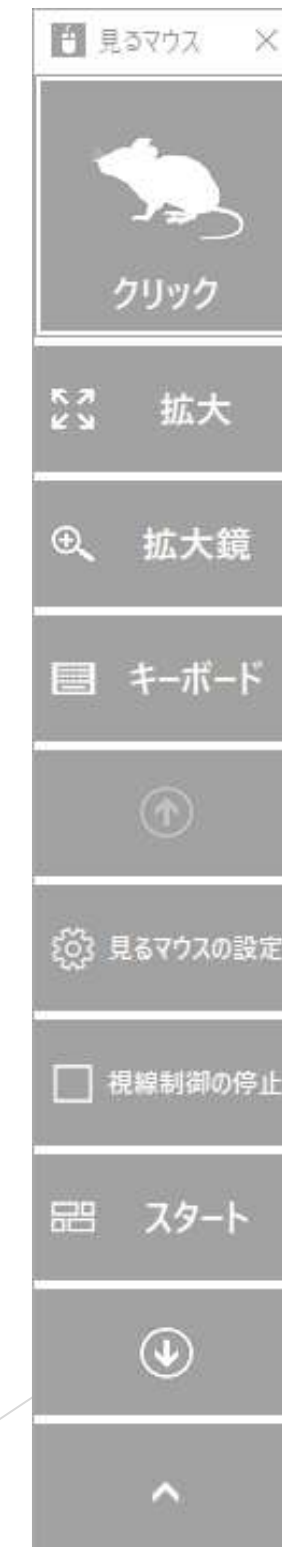 見るマウス
クリック
拡大
拡大鏡
キーボード
見るマウスの設定
視線制御の停止
スタート